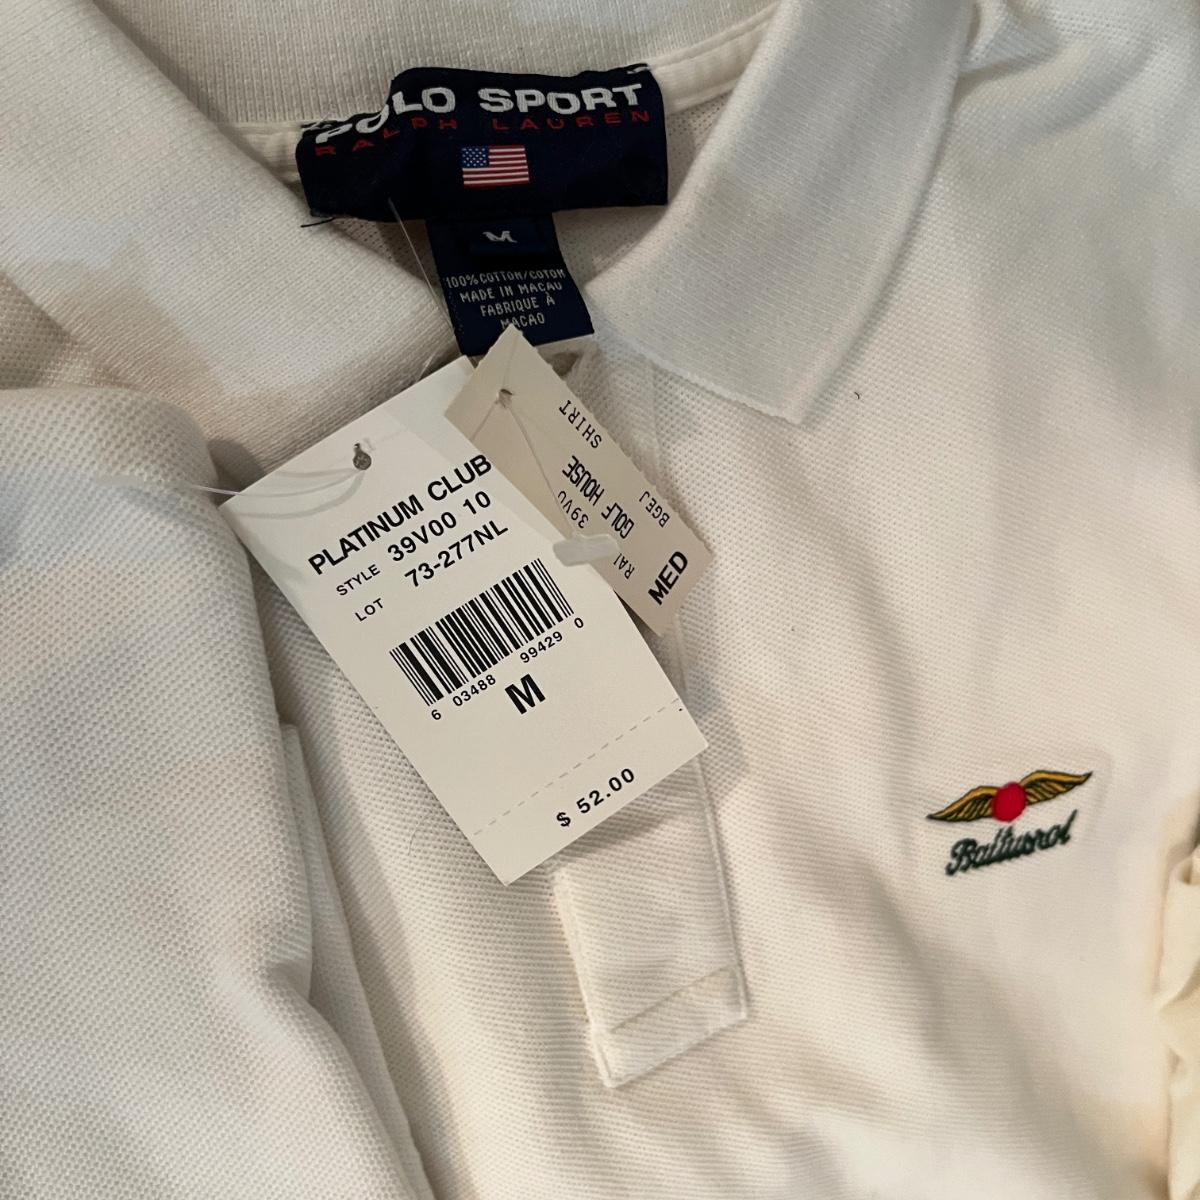 POLO SPORT
RALPH LAUREN
M
100% COTTON/COTON
MADE IN MACAU
FABRIQUE À
MACAO
PLATINUM CLUB
STYLE 39V00 10
LOT 73-277NL
6 03488 99429 0
M
$ 52.00
SHIRT
GOLF HOUSE
39V0
BGEJ
MED
Baltusrol